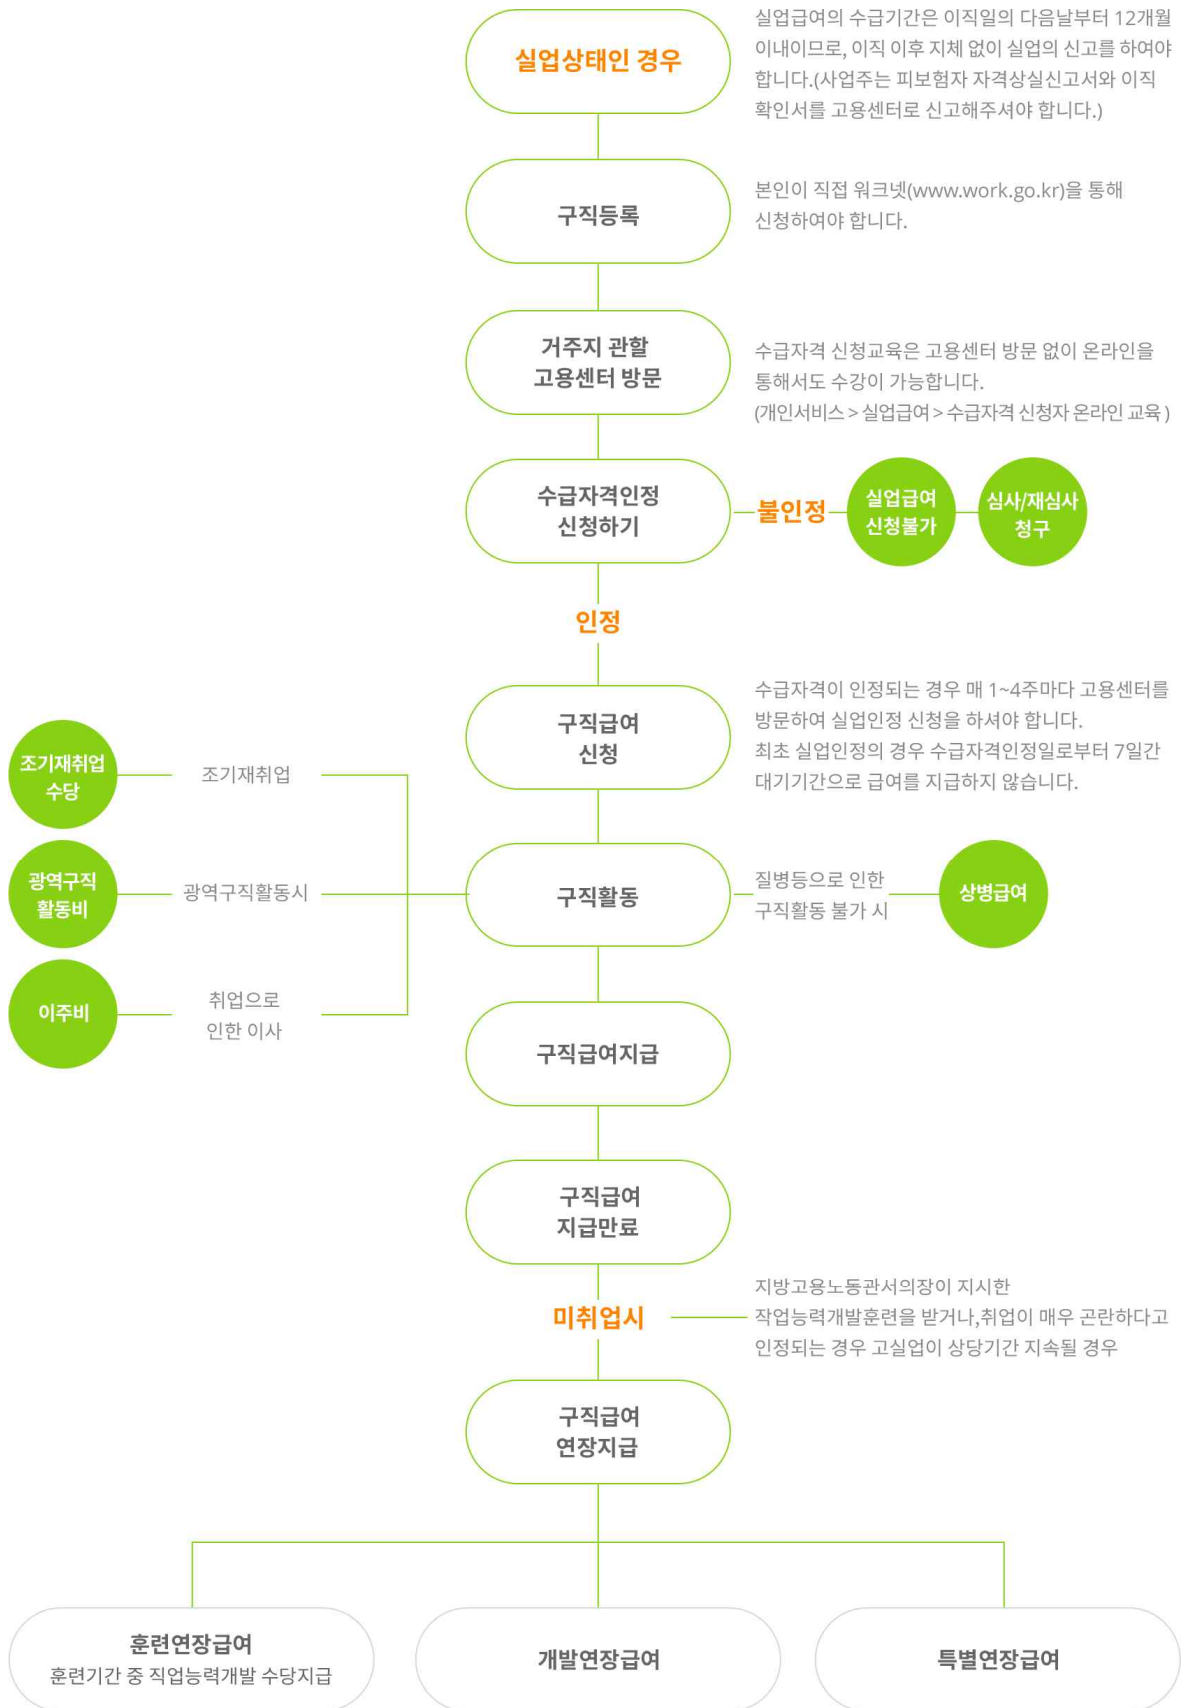 실업상태인 경우
실업급여의 수급기간은 이직일의 다음날부터 12개월
이내이므로, 이직 이후 지체 없이 실업의 신고를 하여야
합니다.(사업주는 피보험자 자격상실신고서와 이직
확인서를 고용센터로 신고해주셔야 합니다.)
구직등록
본인이 직접 워크넷(www.work.go.kr)을 통해
신청하여야 합니다.
거주지 관할
고용센터 방문
수급자격 신청교육은 고용센터 방문 없이 온라인을
통해서도 수강이 가능합니다.
(개인서비스 > 실업급여 > 수급자격 신청자 온라인 교육 )
수급자격인정
신청하기
불인정
실업급여
신청불가
심사/재심사
청구
인정
구직급여
신청
수급자격이 인정되는 경우 매 1~4주마다 고용센터를
방문하여 실업인정 신청을 하셔야 합니다.
최초 실업인정의 경우 수급자격인정일로부터 7일간
대기기간으로 급여를 지급하지 않습니다.
조기재취업
수당
조기재취업
광역구직
활동비
광역구직활동시
구직활동
질병등으로 인한
구직활동 불가 시
상병급여
이주비
취업으로
인한 이사
구직급여지급
구직급여
지급만료
미취업시
지방고용노동관서의장이 지시한
작업능력개발훈련을 받거나,취업이 매우 곤란하다고
인정되는 경우 고실업이 상당기간 지속될 경우
구직급여
연장지급
훈련연장급여
훈련기간 중 직업능력개발 수당지급
개발연장급여
특별연장급여